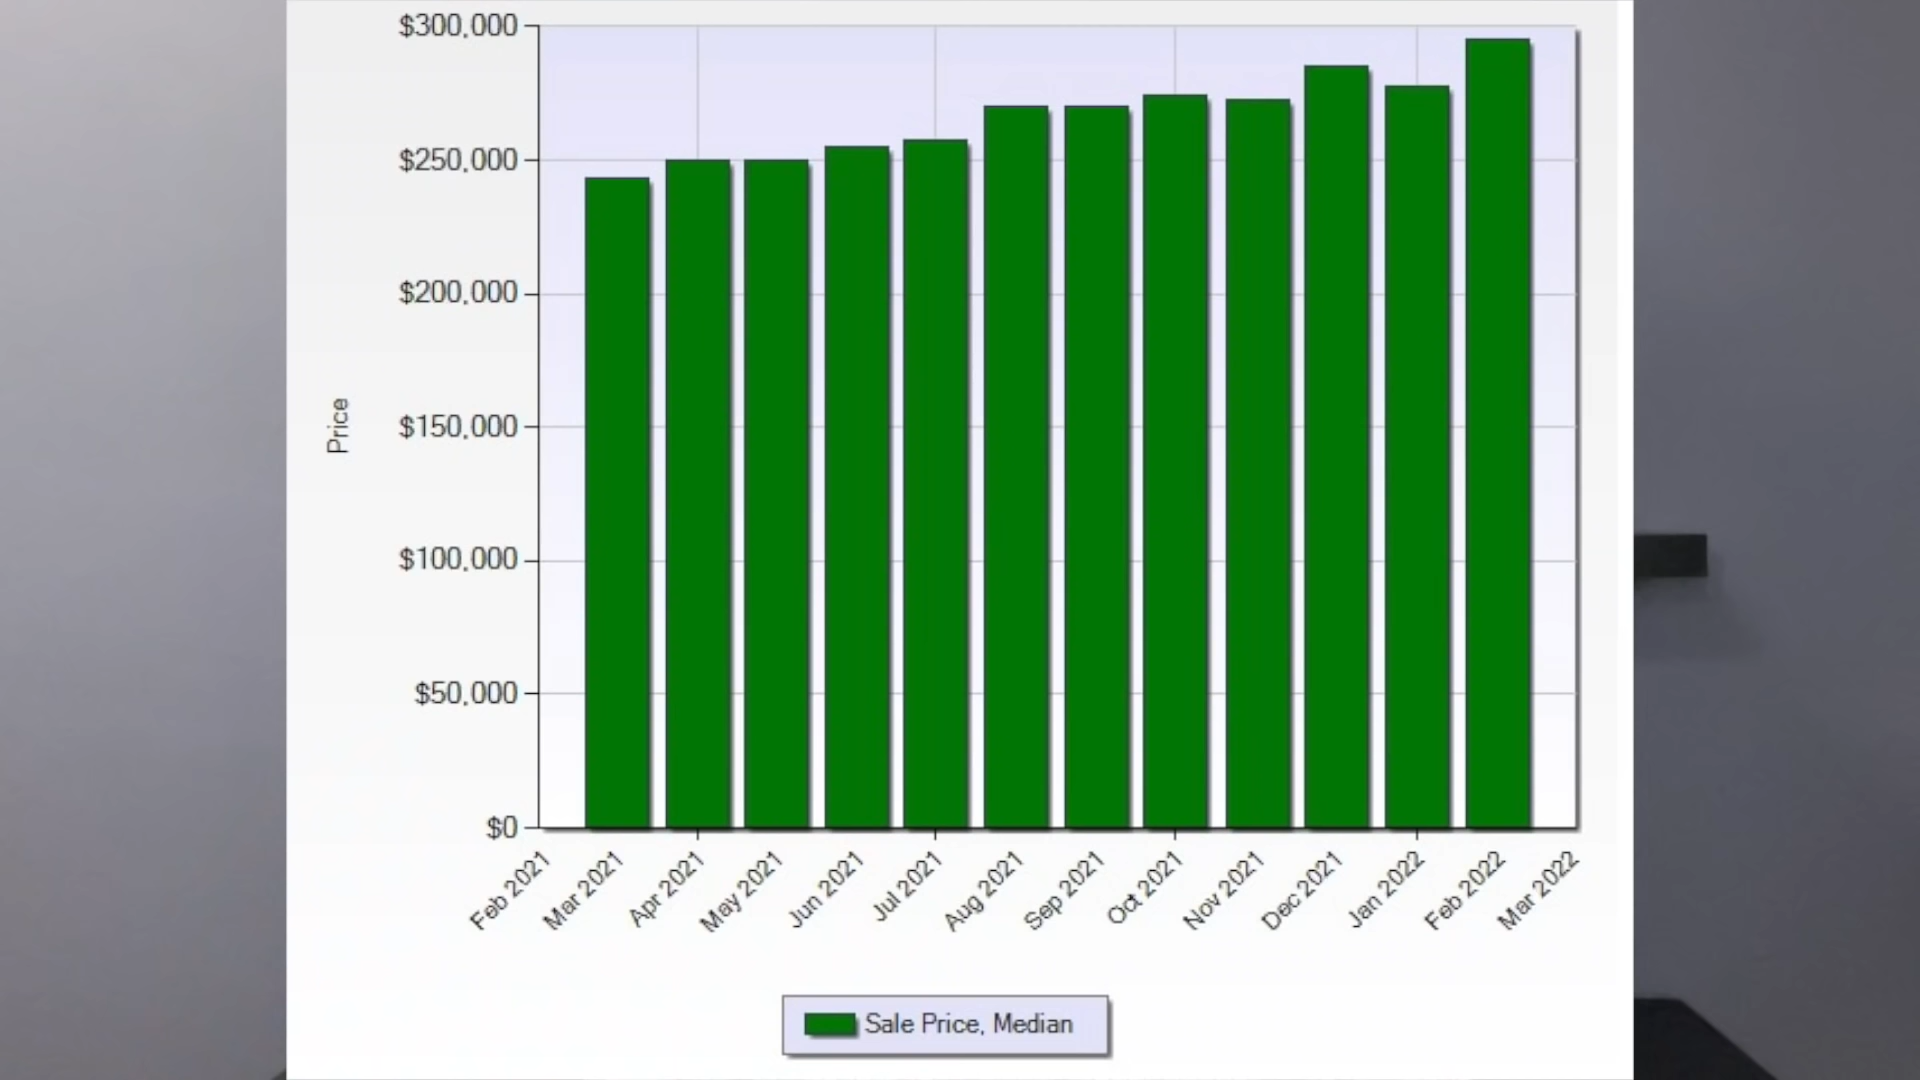 $300,000
$250,000
$200,000
$150,000
$100,000
$50,000
$0
Price
Feb 2021
Mar 2021
Apr 2021
May 2021
Jun 2021
Jul 2021
Aug 2021
Sep 2021
Oct 2021
Nov 2021
Dec 2021
Jan 2022
Feb 2022
Mar 2022
Sale Price, Median